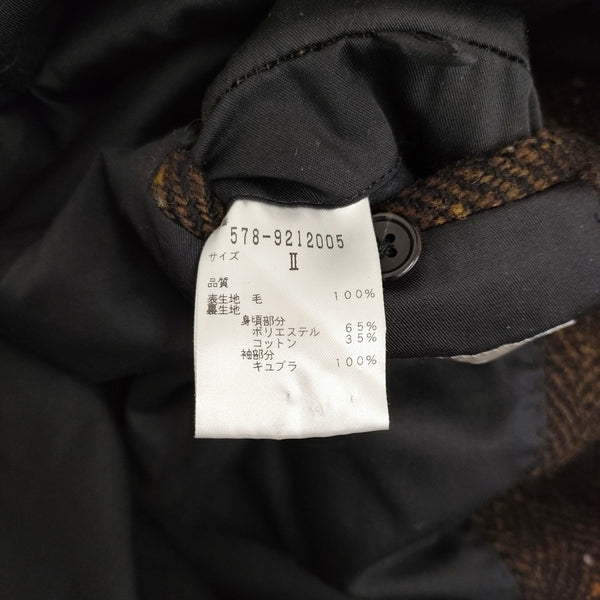 578-9212005
サイズ
II
品質
表生地 毛 100%
裏生地
身頃部分
ポリエステル 65%
コットン 35%
袖部分
キュプラ 100%